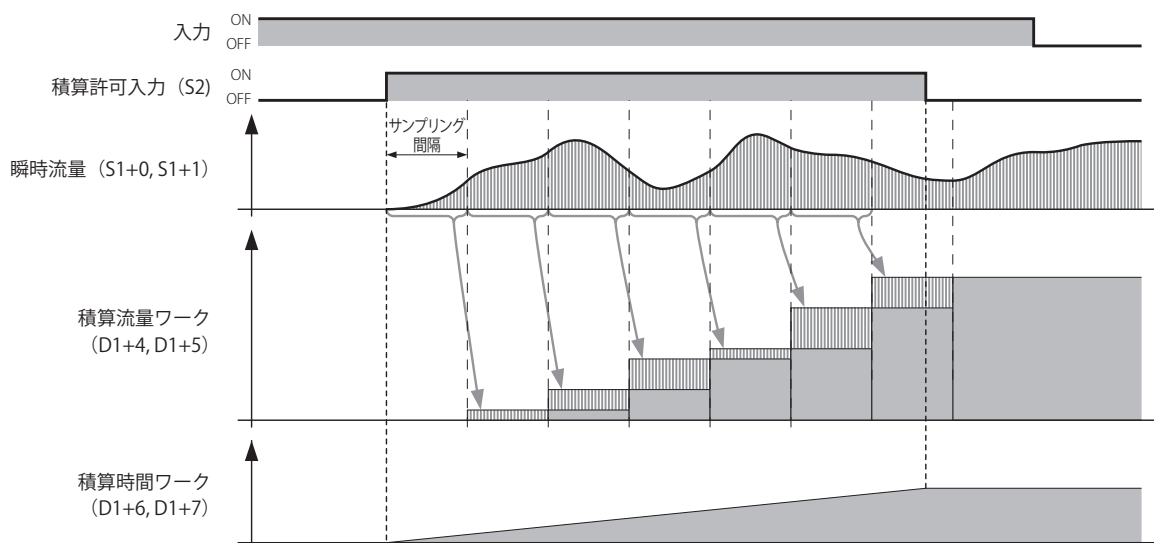 入力
ON
OFF
積算許可入力（S2)
ON
OFF
サンプリング
間隔
瞬時流量（S1+0, S1+1）
積算流量ワーク
（D1+4, D1+5）
積算時間ワーク
（D1+6, D1+7）